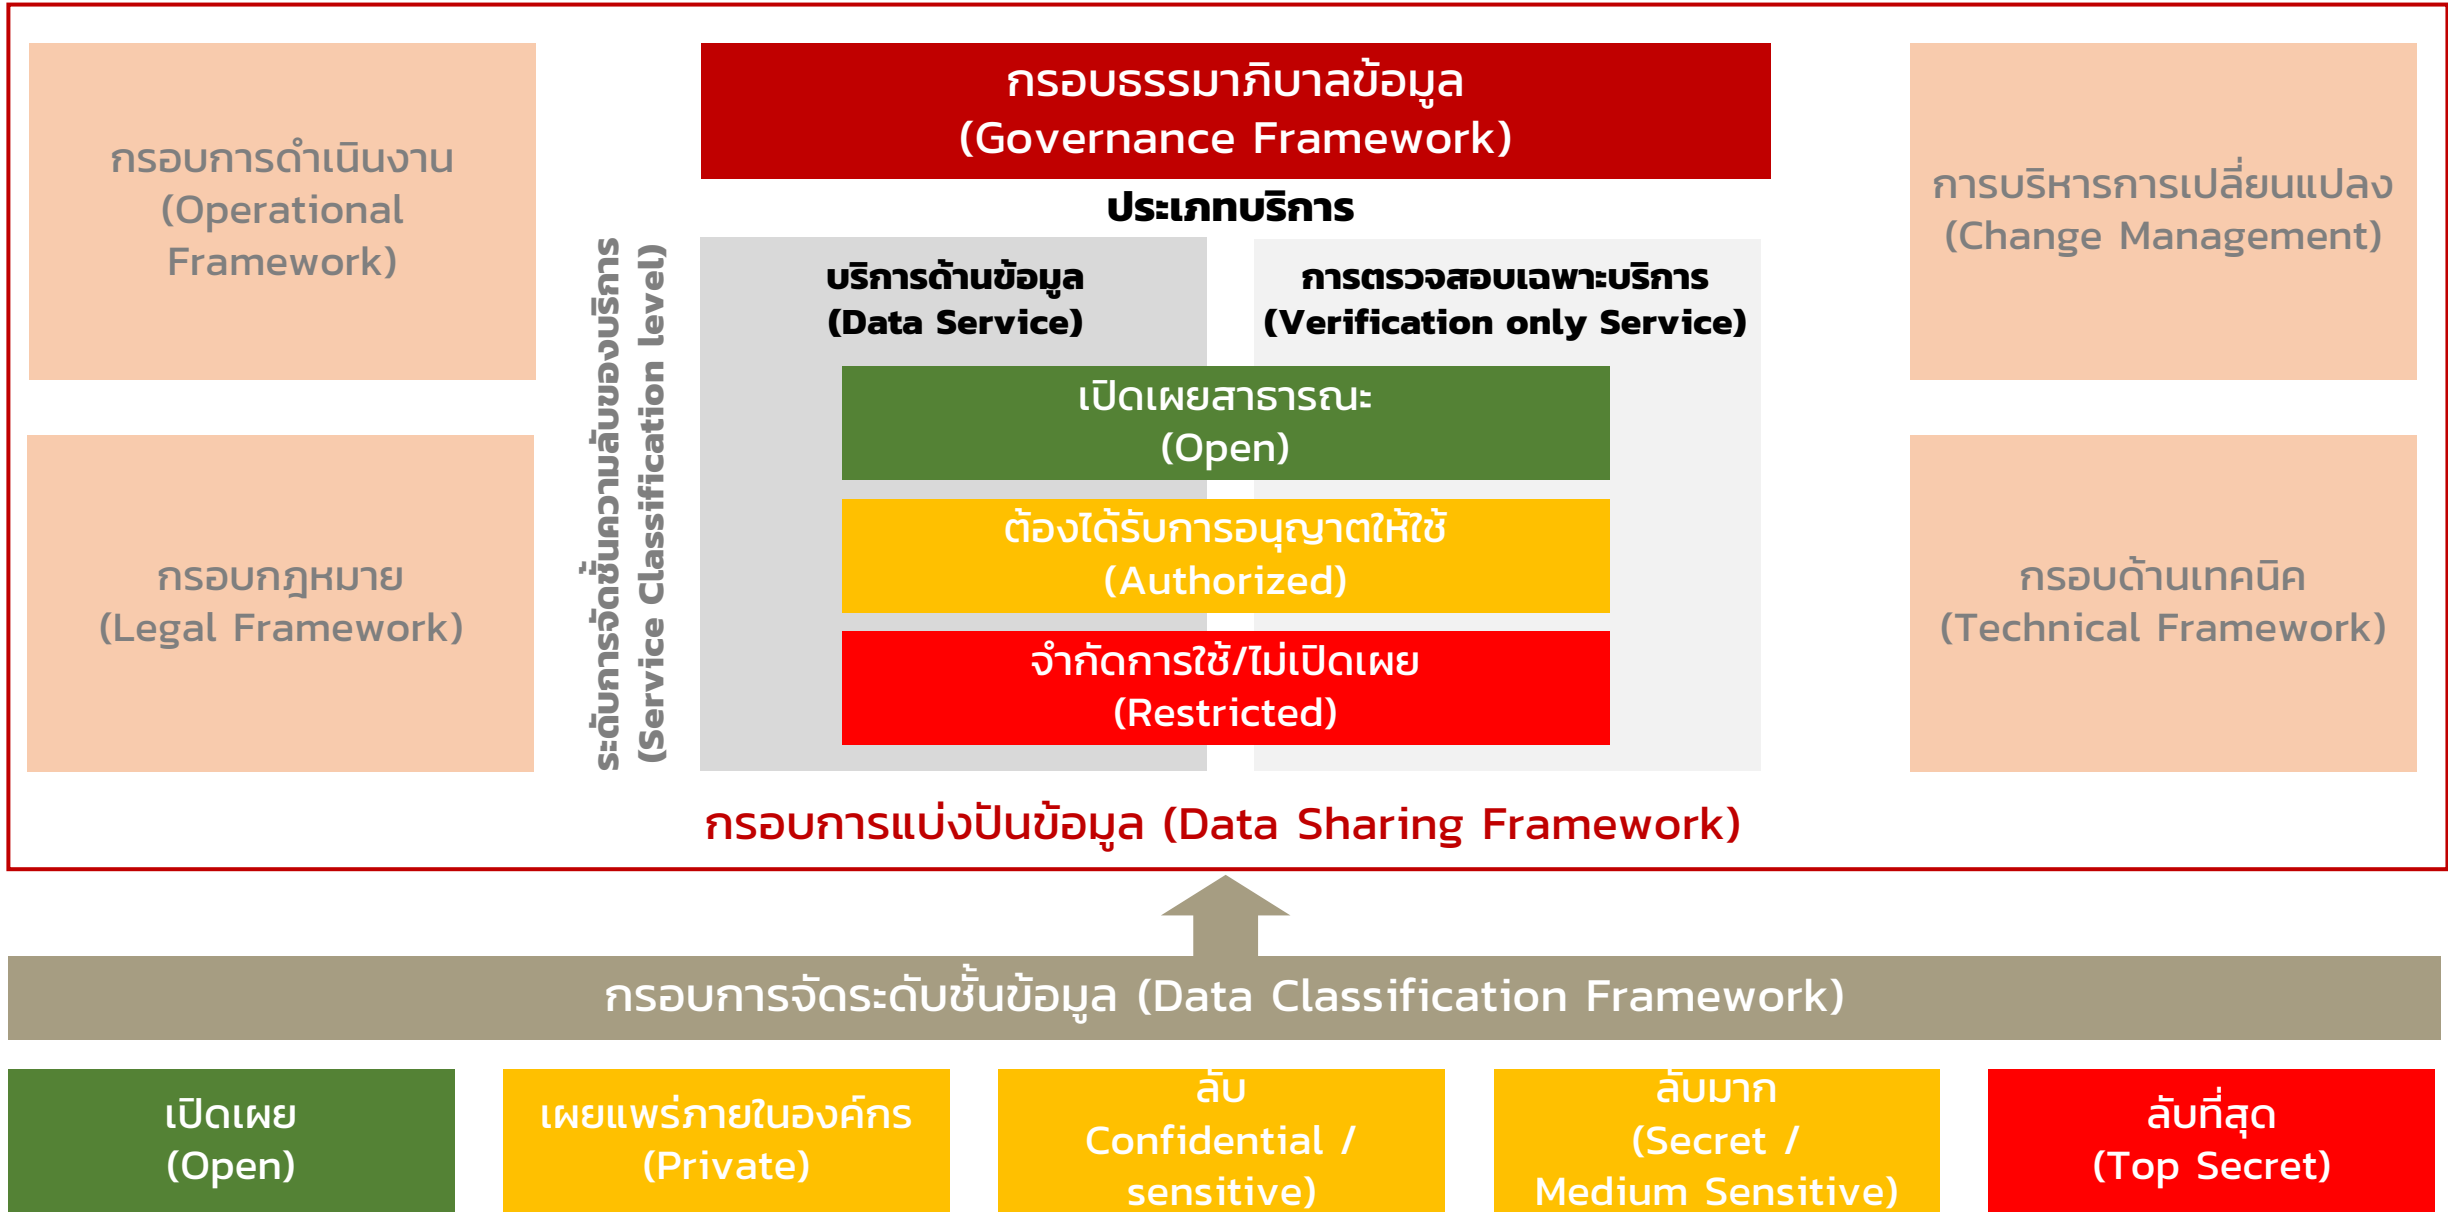 กรอบการดำเนินงาน
(Operational
Framework)
กรอบธรรมาภิบาลข้อมูล
(Governance Framework)
การบริหารการเปลี่ยนแปลง
(Change Management)
ประเภทบริการ
ระดับการจัดชั้นความลับของบริการ
(Service Classification level)
บริการด้านข้อมูล
(Data Service)
การตรวจสอบเฉพาะบริการ
(Verification only Service)
เปิดเผยสาธารณะ
(Open)
ต้องได้รับการอนุญาตให้ใช้
(Authorized)
จำกัดการใช้/ไม่เปิดเผย
(Restricted)
กรอบกฎหมาย
(Legal Framework)
กรอบด้านเทคนิค
(Technical Framework)
กรอบการแบ่งปันข้อมูล (Data Sharing Framework)
กรอบการจัดระดับชั้นข้อมูล (Data Classification Framework)
เปิดเผย
(Open)
เผยแพร่ภายในองค์กร
(Private)
ลับ
Confidential /
sensitive)
ลับมาก
(Secret /
Medium Sensitive)
ลับที่สุด
(Top Secret)